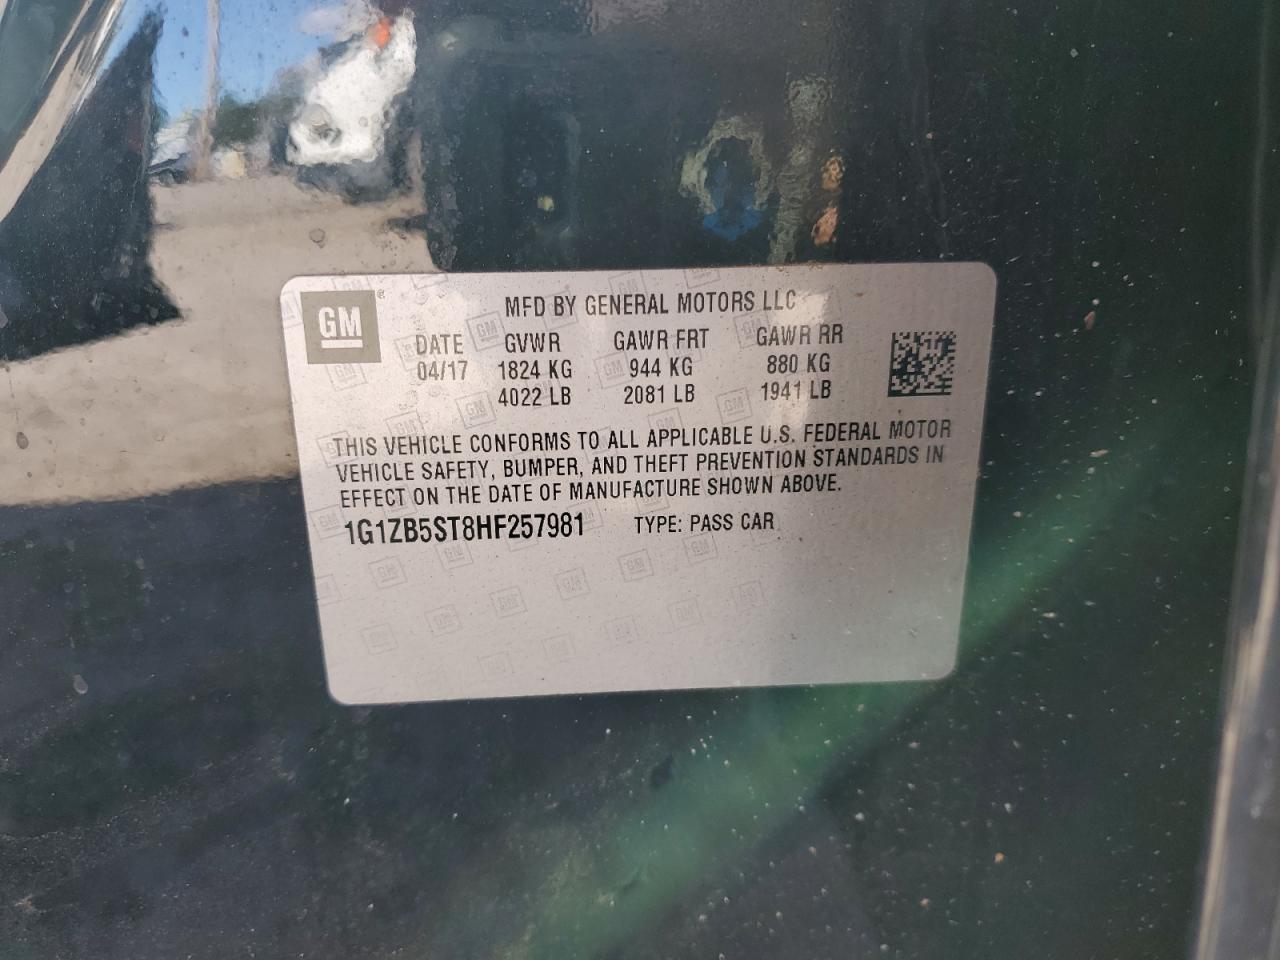 GM ®
MFD BY GENERAL MOTORS LLC
DATE GVWR GAWR FRT GAWR RR
04/17 1824 KG 944 KG 880 KG
4022 LB 2081 LB 1941 LB
THIS VEHICLE CONFORMS TO ALL APPLICABLE U.S. FEDERAL MOTOR
VEHICLE SAFETY, BUMPER, AND THEFT PREVENTION STANDARDS IN
EFFECT ON THE DATE OF MANUFACTURE SHOWN ABOVE.
1G1ZB5ST8HF257981 TYPE: PASS CAR